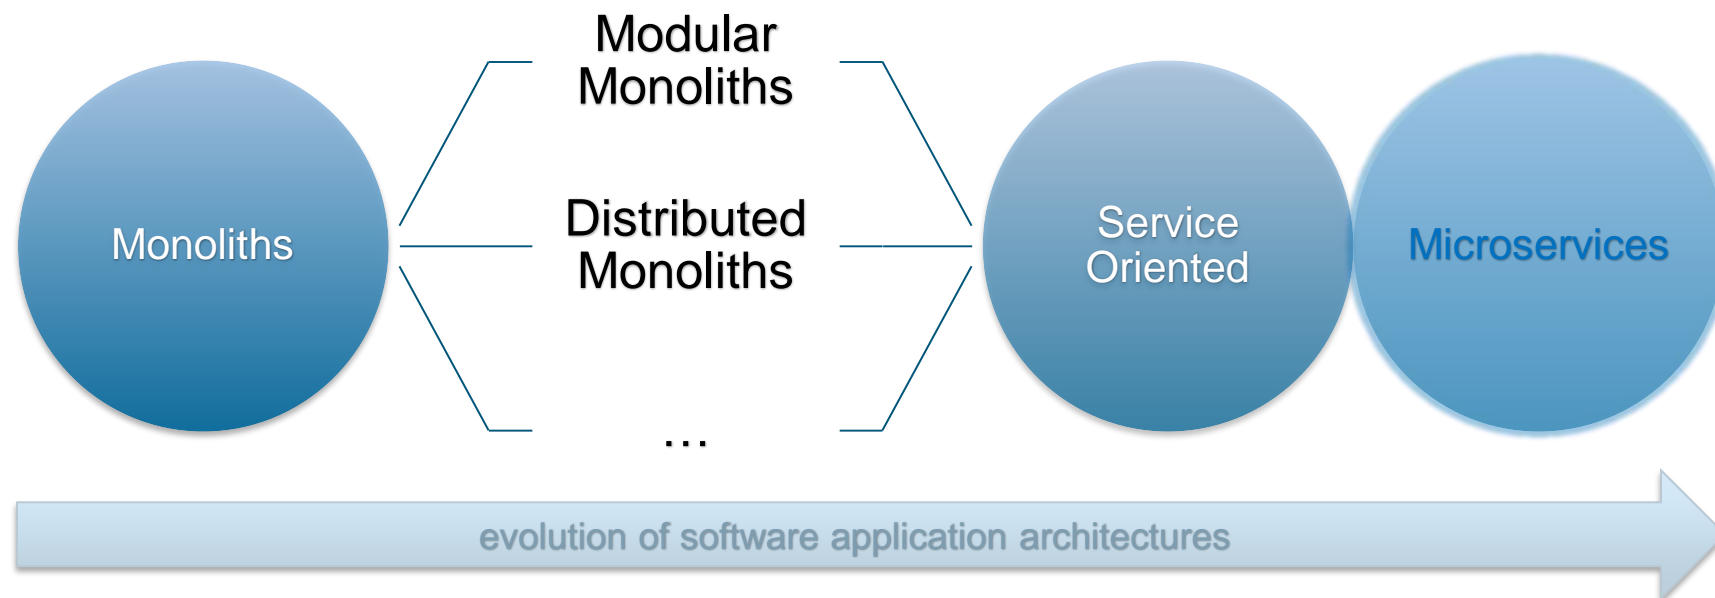 Monoliths
Modular
Monoliths
Distributed
Monoliths
...
Service
Oriented
Microservices
evolution of software application architectures